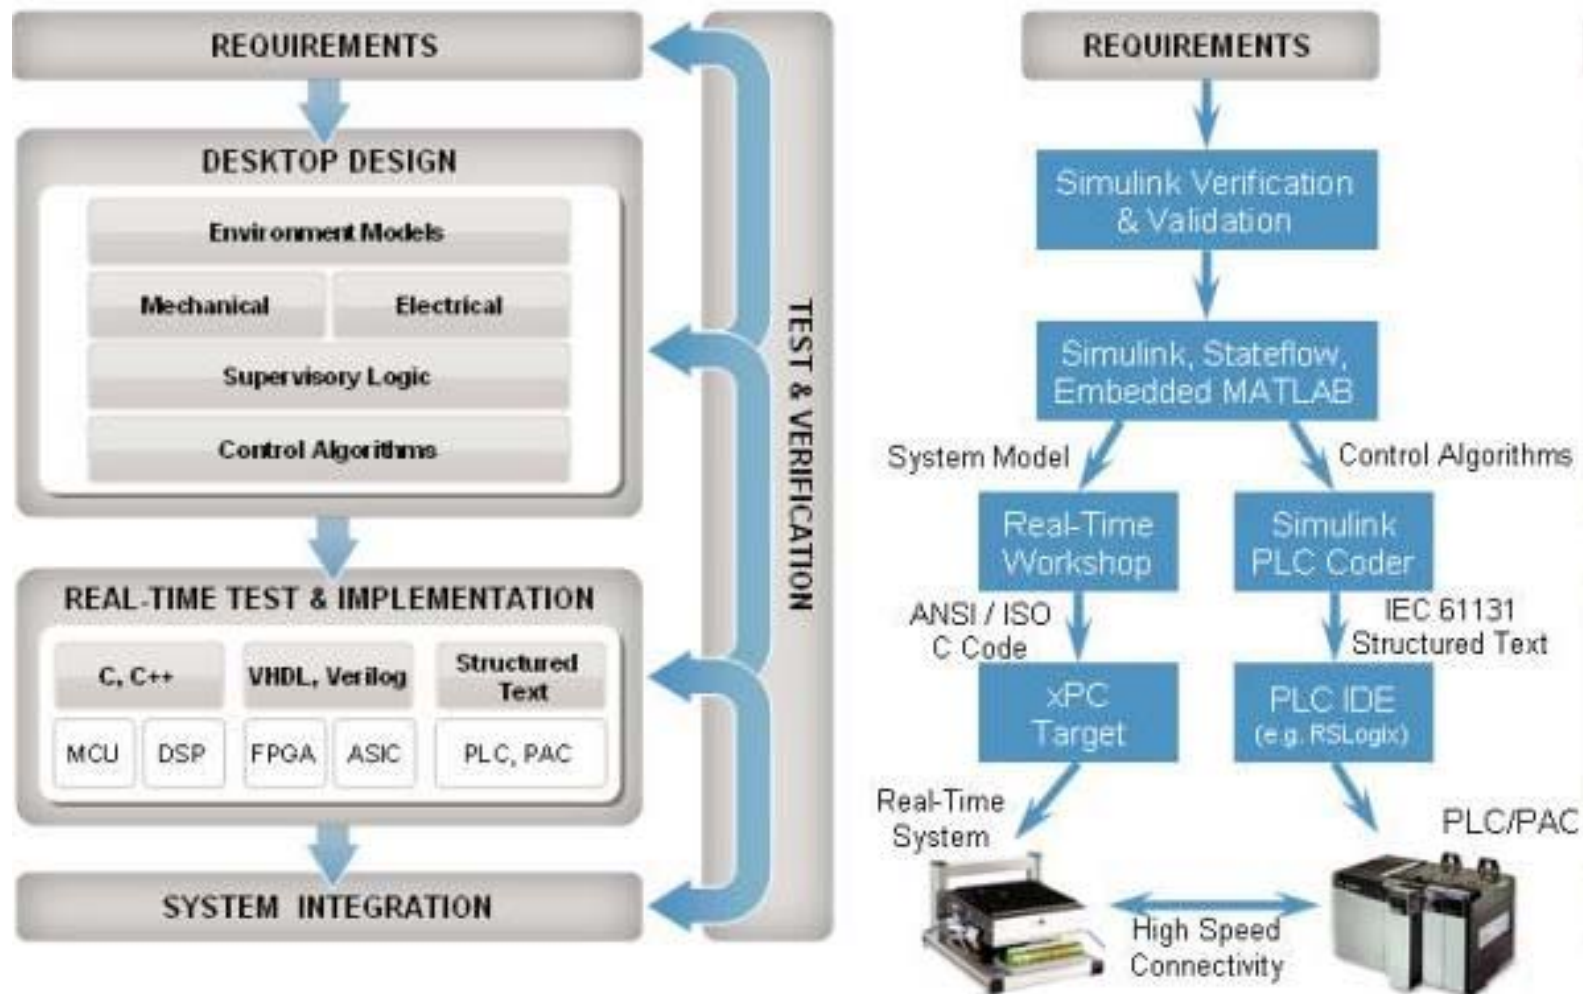 REQUIREMENTS
DESKTOP DESIGN
Environment Models
Mechanical
Electrical
Supervisory Logic
Control Algorithms
REAL-TIME TEST & IMPLEMENTATION
C, C++
VHDL, Verilog
Structured
Text
MCU
DSP
FPGA
ASIC
PLC, PAC
SYSTEM INTEGRATION
TEST & VERIFICATION
REQUIREMENTS
Simulink Verification
& Validation
Simulink, Stateflow,
Embedded MATLAB
System Model
Control Algorithms
Real-Time
Workshop
Simulink
PLC Coder
ANSI / ISO
C Code
IEC 61131
Structured Text
xPC
Target
PLC IDE
(e.g. RSLogix)
Real-Time
System
PLC/PAC
High Speed
Connectivity